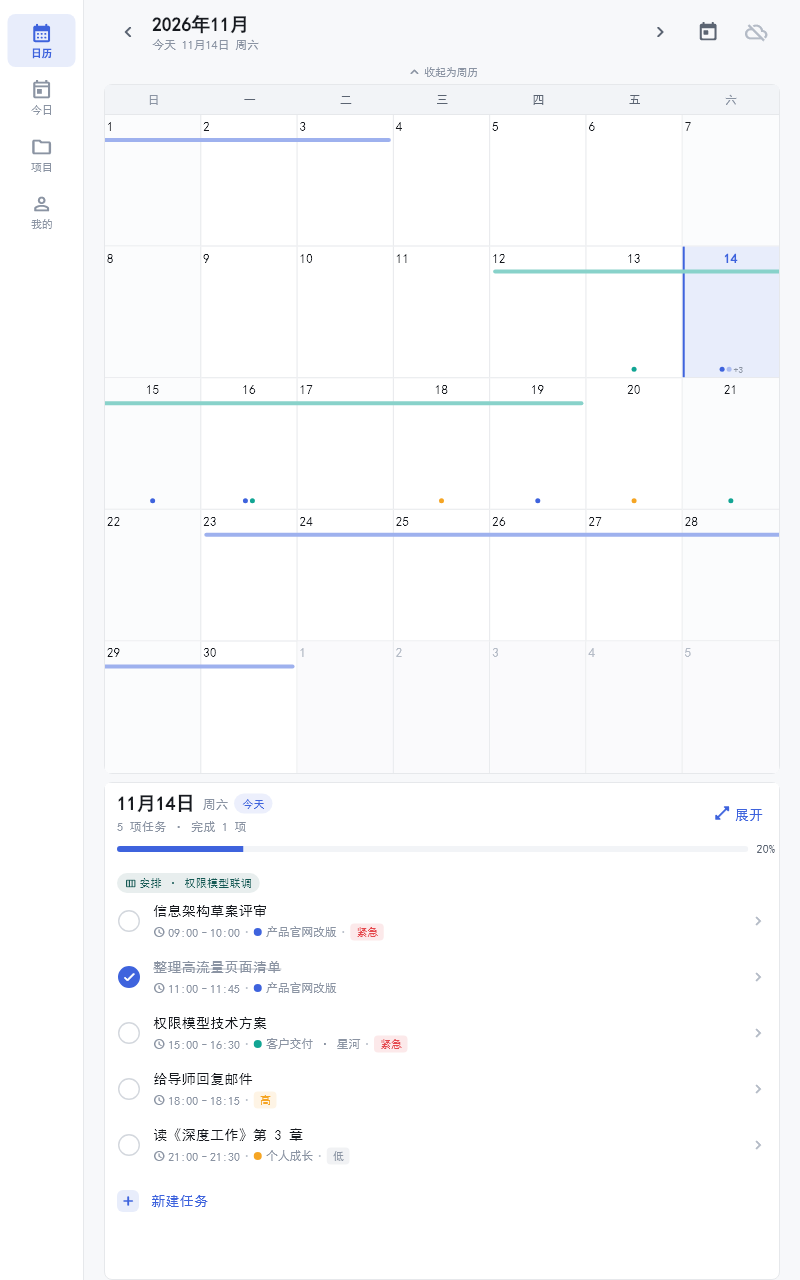 日历
今日
项目
我的
2026年11月
今天 11月14日 周六
收起为周历
日 一 二 三 四 五 六
1 2 3 4 5 6 7
8 9 10 11 12 13 14
+3
15 16 17 18 19 20 21
22 23 24 25 26 27 28
29 30 1 2 3 4 5
11月14日 周六 今天
展开
5 项任务 · 完成 1 项
20%
安排 · 权限模型联调
信息架构草案评审
09:00 – 10:00 · 产品官网改版 · 紧急
整理高流量页面清单
11:00 – 11:45 · 产品官网改版
权限模型技术方案
15:00 – 16:30 · 客户交付 · 星河 · 紧急
给导师回复邮件
18:00 – 18:15 · 高
读《深度工作》第 3 章
21:00 – 21:30 · 个人成长 · 低
新建任务